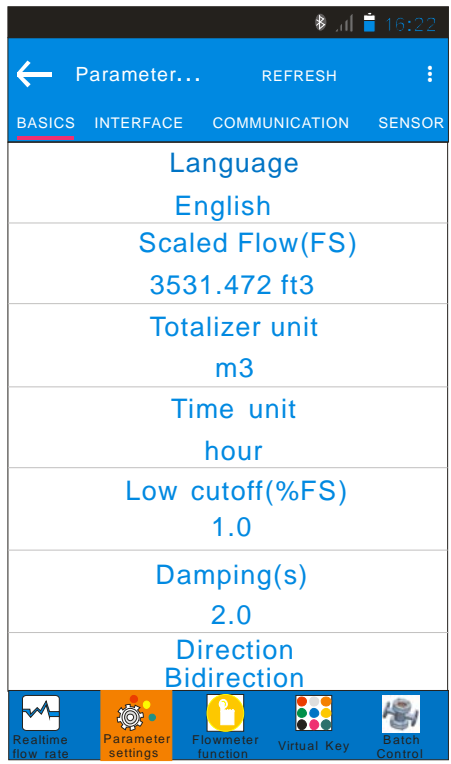 16:22
Parameter... REFRESH
BASICS INTERFACE COMMUNICATION SENSOR
Language
English
Scaled Flow(FS)
3531.472 ft3
Totalizer unit
m3
Time unit
hour
Low cutoff(%FS)
1.0
Damping(s)
2.0
Direction
Bidirection
Realtime flow rate
Parameter settings
Flowmeter function
Virtual Key
Batch Control